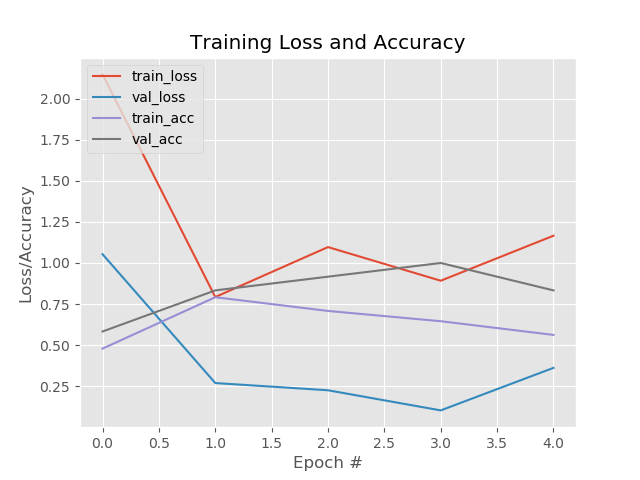 Training Loss and Accuracy
train_loss
val_loss
train_acc
val_acc
2.00
1.75
1.50
1.25
1.00
0.75
0.50
0.25
Loss/Accuracy
0.0 0.5 1.0 1.5 2.0 2.5 3.0 3.5 4.0
Epoch #